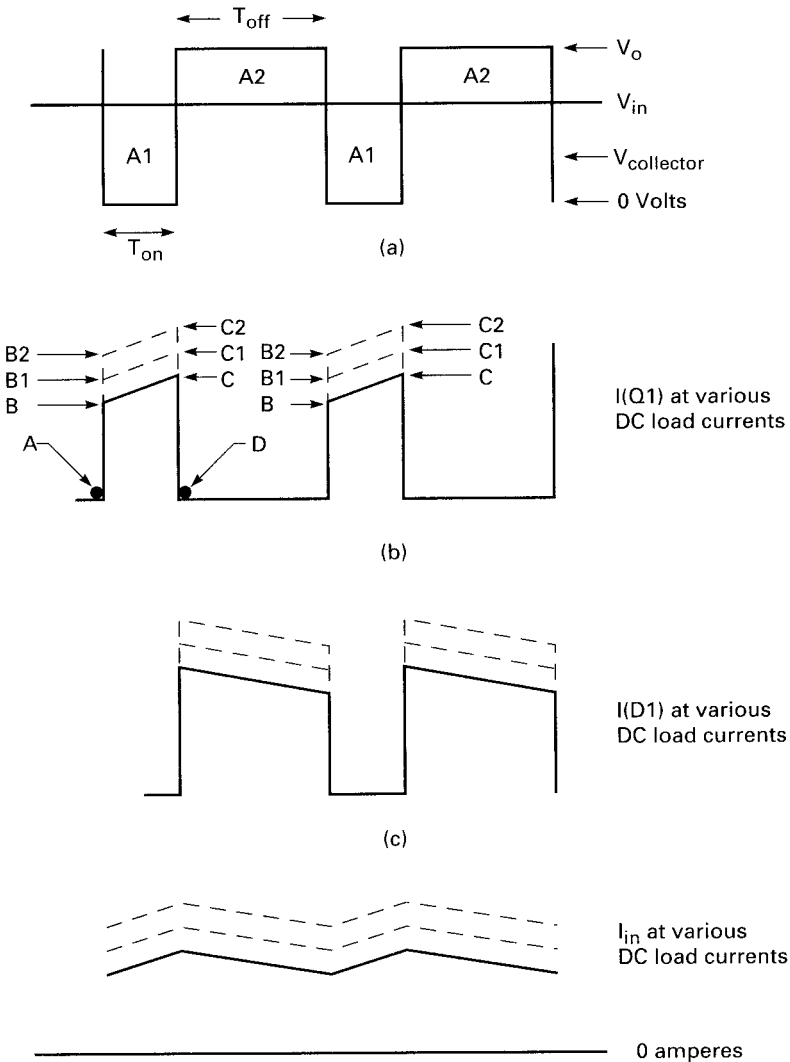 T_off
V_o
A2
A2
V_in
A1
A1
V_collector
0 Volts
T_on
(a)
C2
C2
B2
B2
C1
C1
B1
B1
C
C
B
B
I(Q1) at various
DC load currents
A
D
(b)
I(D1) at various
DC load currents
(c)
I_in at various
DC load currents
0 amperes